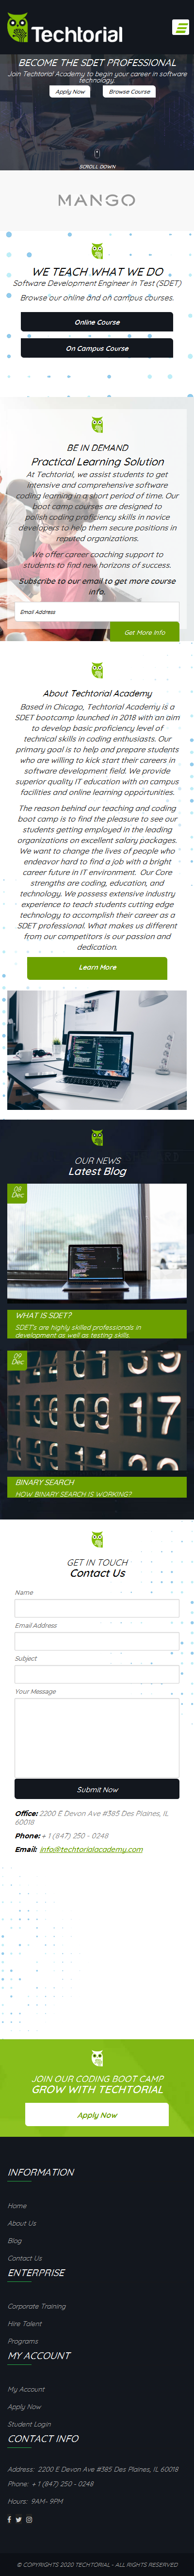 Techtorial
BECOME THE SDET PROFESSIONAL
Join Techtorial Academy to begin your career in software
technology.
Apply Now
Browse Course
SCROLL DOWN
MANGO
WE TEACH WHAT WE DO
Software Development Engineer in Test (SDET)
Browse our online and on campus courses.
Online Course
On Campus Course
BE IN DEMAND
Practical Learning Solution
At Techtorial, we assist students to get
intensive and comprehensive software
coding learning in a short period of time. Our
boot camp courses are designed to
polish coding proficiency skills in novice
developers to help them secure positions in
reputed organizations.
We offer career coaching support to
students to find new horizons of success.
Subscribe to our email to get more course
info.
Email Address
Get More Info
About Techtorial Academy
Based in Chicago, Techtorial Academy is a
SDET bootcamp launched in 2018 with an aim
to develop basic proficiency level of
technical skills in coding enthusiasts. Our
primary goal is to help and prepare students
who are willing to kick start their careers in
software development field. We provide
superior quality IT education with on campus
facilities and online learning opportunities.
The reason behind our teaching and coding
boot camp is to find the pleasure to see our
students getting employed in the leading
organizations and excellent salary packages.
We want to change the lives of people who
endeavor hard to find a job with a bright
career future in IT environment. Our Core
strengths are coding, education, and
technology. We possess extensive industry
experience to teach students cutting edge
technology to accomplish their career as a
SDET professional. What makes us different
from our competitors is our passion and
dedication.
Learn More
OUR NEWS
Latest Blog
08
Dec
WHAT IS SDET?
SDET's are highly skilled professionals in
development as well as testing skills.
09
Dec
BINARY SEARCH
HOW BINARY SEARCH IS WORKING?
GET IN TOUCH
Contact Us
Name
Email Address
Subject
Your Message
Submit Now
Office: 2200 E Devon Ave #385 Des Plaines, IL
60018
Phone: + 1 (847) 250 - 0248
Email: info@techtorialacademy.com
JOIN OUR CODING BOOT CAMP
GROW WITH TECHTORIAL
Apply Now
INFORMATION
Home
About Us
Blog
Contact Us
ENTERPRISE
Corporate Training
Hire Talent
Programs
MY ACCOUNT
My Account
Apply Now
Student Login
CONTACT INFO
Address: 2200 E Devon Ave #385 Des Plaines, IL 60018
Phone: + 1 (847) 250 - 0248
Hours: 9AM- 9PM
© COPYRIGHTS 2020 TECHTORIAL - ALL RIGHTS RESERVED